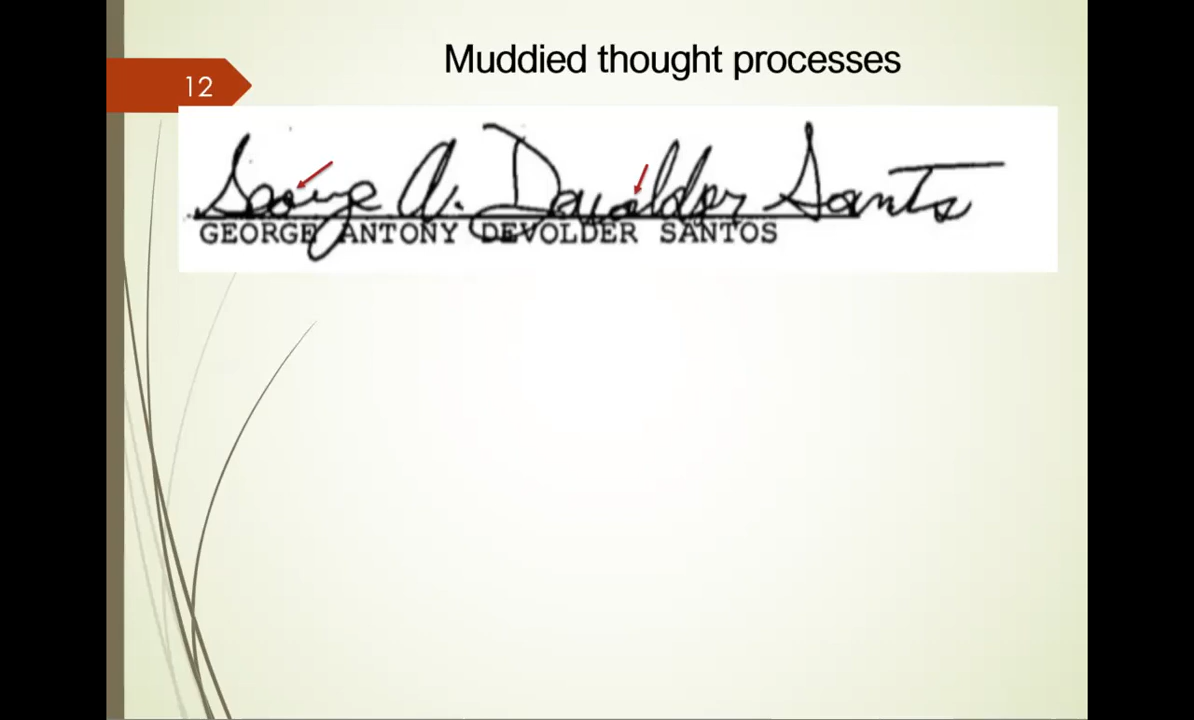 Muddied thought processes
12
George A. Devolder Santos
GEORGE ANTONY DEVOLDER SANTOS